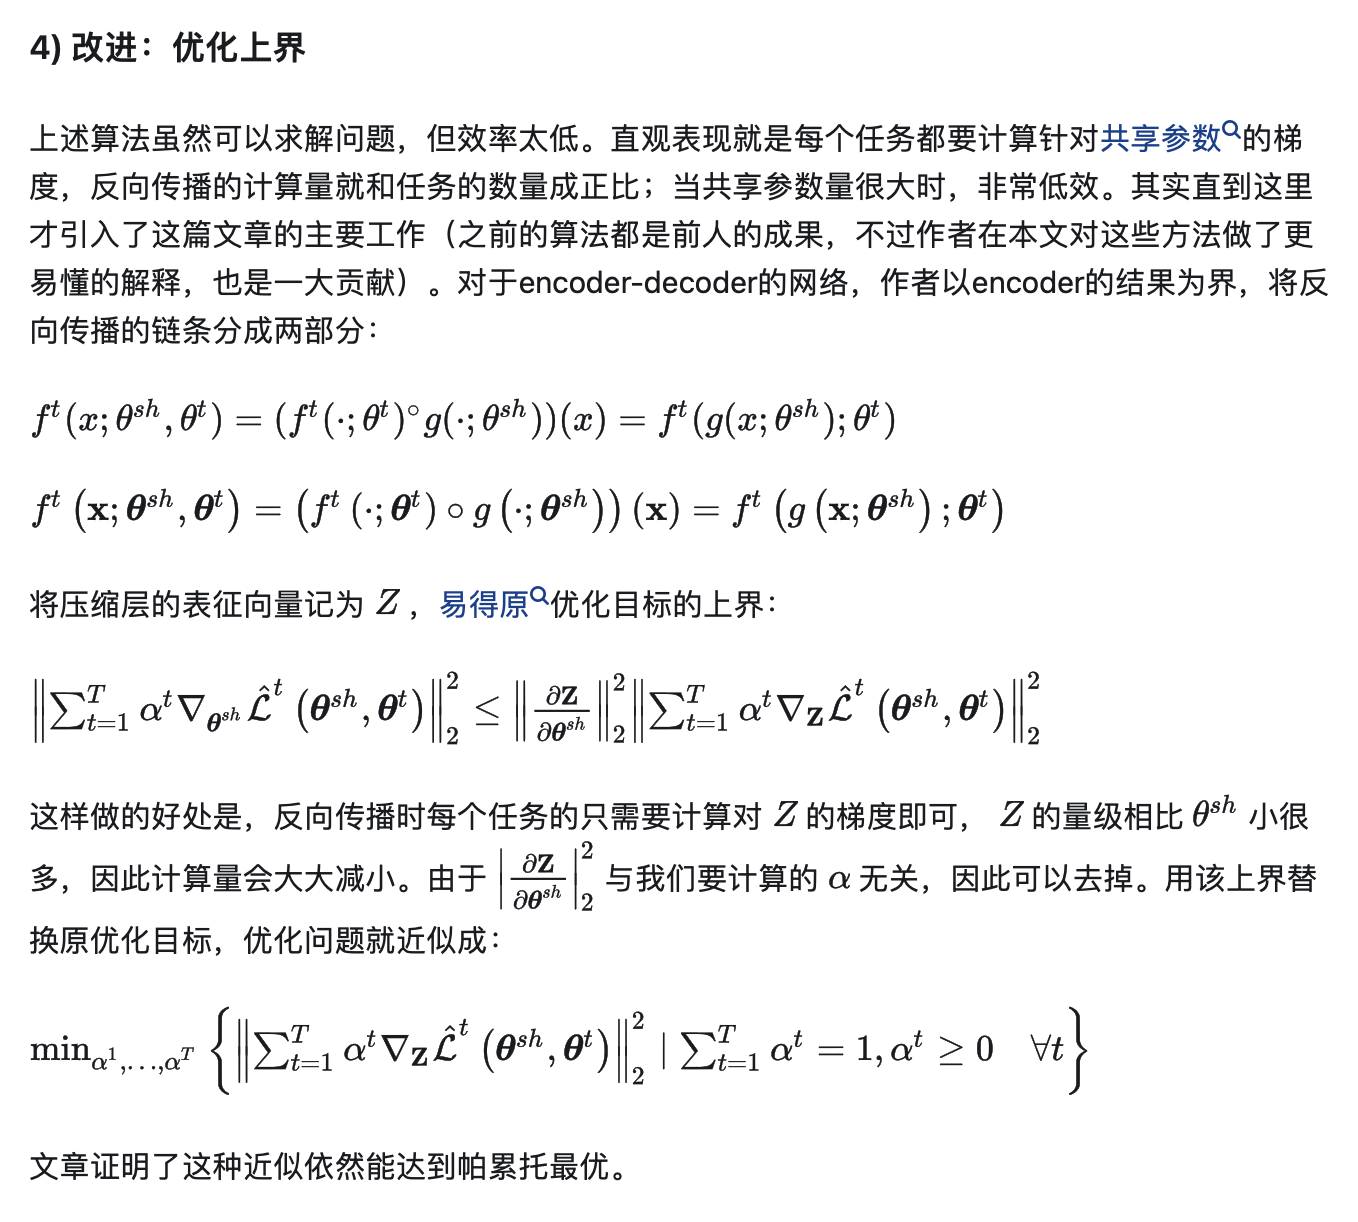 4) 改进：优化上界
上述算法虽然可以求解问题，但效率太低。直观表现就是每个任务都要计算针对共享参数的梯
度，反向传播的计算量就和任务的数量成正比；当共享参数量很大时，非常低效。其实直到这里
才引入了这篇文章的主要工作（之前的算法都是前人的成果，不过作者在本文对这些方法做了更
易懂的解释，也是一大贡献）。对于encoder-decoder的网络，作者以encoder的结果为界，将反
向传播的链条分成两部分：
$f^t(x;\theta^{sh},\theta^t) = (f^t(\cdot;\theta^t)^\circ g(\cdot;\theta^{sh}))(x) = f^t(g(x;\theta^{sh});\theta^t)$
$f^t\left(\mathbf{x};\boldsymbol{\theta}^{sh},\boldsymbol{\theta}^t\right) = \left(f^t\left(\cdot;\boldsymbol{\theta}^t\right)\circ g\left(\cdot;\boldsymbol{\theta}^{sh}\right)\right)(\mathbf{x}) = f^t\left(g\left(\mathbf{x};\boldsymbol{\theta}^{sh}\right);\boldsymbol{\theta}^t\right)$
将压缩层的表征向量记为 $Z$ ，易得原优化目标的上界：
$\left\|\sum_{t=1}^T \alpha^t \nabla_{\boldsymbol{\theta}^{sh}} \hat{\mathcal{L}}^t\left(\boldsymbol{\theta}^{sh},\boldsymbol{\theta}^t\right)\right\|_2^2 \leq \left\|\frac{\partial \mathbf{Z}}{\partial \boldsymbol{\theta}^{sh}}\right\|_2^2 \left\|\sum_{t=1}^T \alpha^t \nabla_{\mathbf{Z}} \hat{\mathcal{L}}^t\left(\boldsymbol{\theta}^{sh},\boldsymbol{\theta}^t\right)\right\|_2^2$
这样做的好处是，反向传播时每个任务的只需要计算对 $Z$ 的梯度即可， $Z$ 的量级相比 $\theta^{sh}$ 小很
多，因此计算量会大大减小。由于 $\left|\frac{\partial \mathbf{Z}}{\partial \boldsymbol{\theta}^{sh}}\right|_2^2$ 与我们要计算的 $\alpha$ 无关，因此可以去掉。用该上界替
换原优化目标，优化问题就近似成：
$\min_{\alpha^1,\ldots,\alpha^T} \left\{\left\|\sum_{t=1}^T \alpha^t \nabla_{\mathbf{Z}} \hat{\mathcal{L}}^t\left(\boldsymbol{\theta}^{sh},\boldsymbol{\theta}^t\right)\right\|_2^2 \mid \sum_{t=1}^T \alpha^t = 1, \alpha^t \geq 0 \quad \forall t\right\}$
文章证明了这种近似依然能达到帕累托最优。